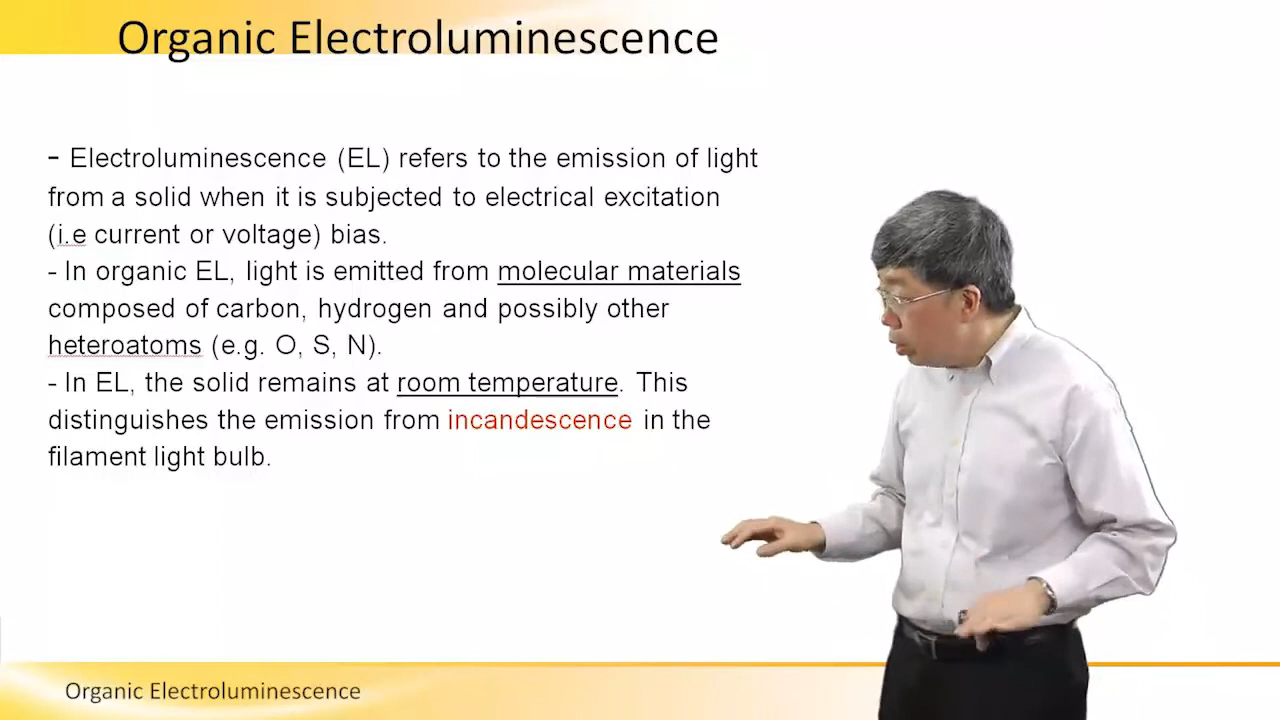 Organic Electroluminescence
- Electroluminescence (EL) refers to the emission of light
from a solid when it is subjected to electrical excitation
(i.e current or voltage) bias.
- In organic EL, light is emitted from molecular materials
composed of carbon, hydrogen and possibly other
heteroatoms (e.g. O, S, N).
- In EL, the solid remains at room temperature. This
distinguishes the emission from incandescence in the
filament light bulb.
Organic Electroluminescence